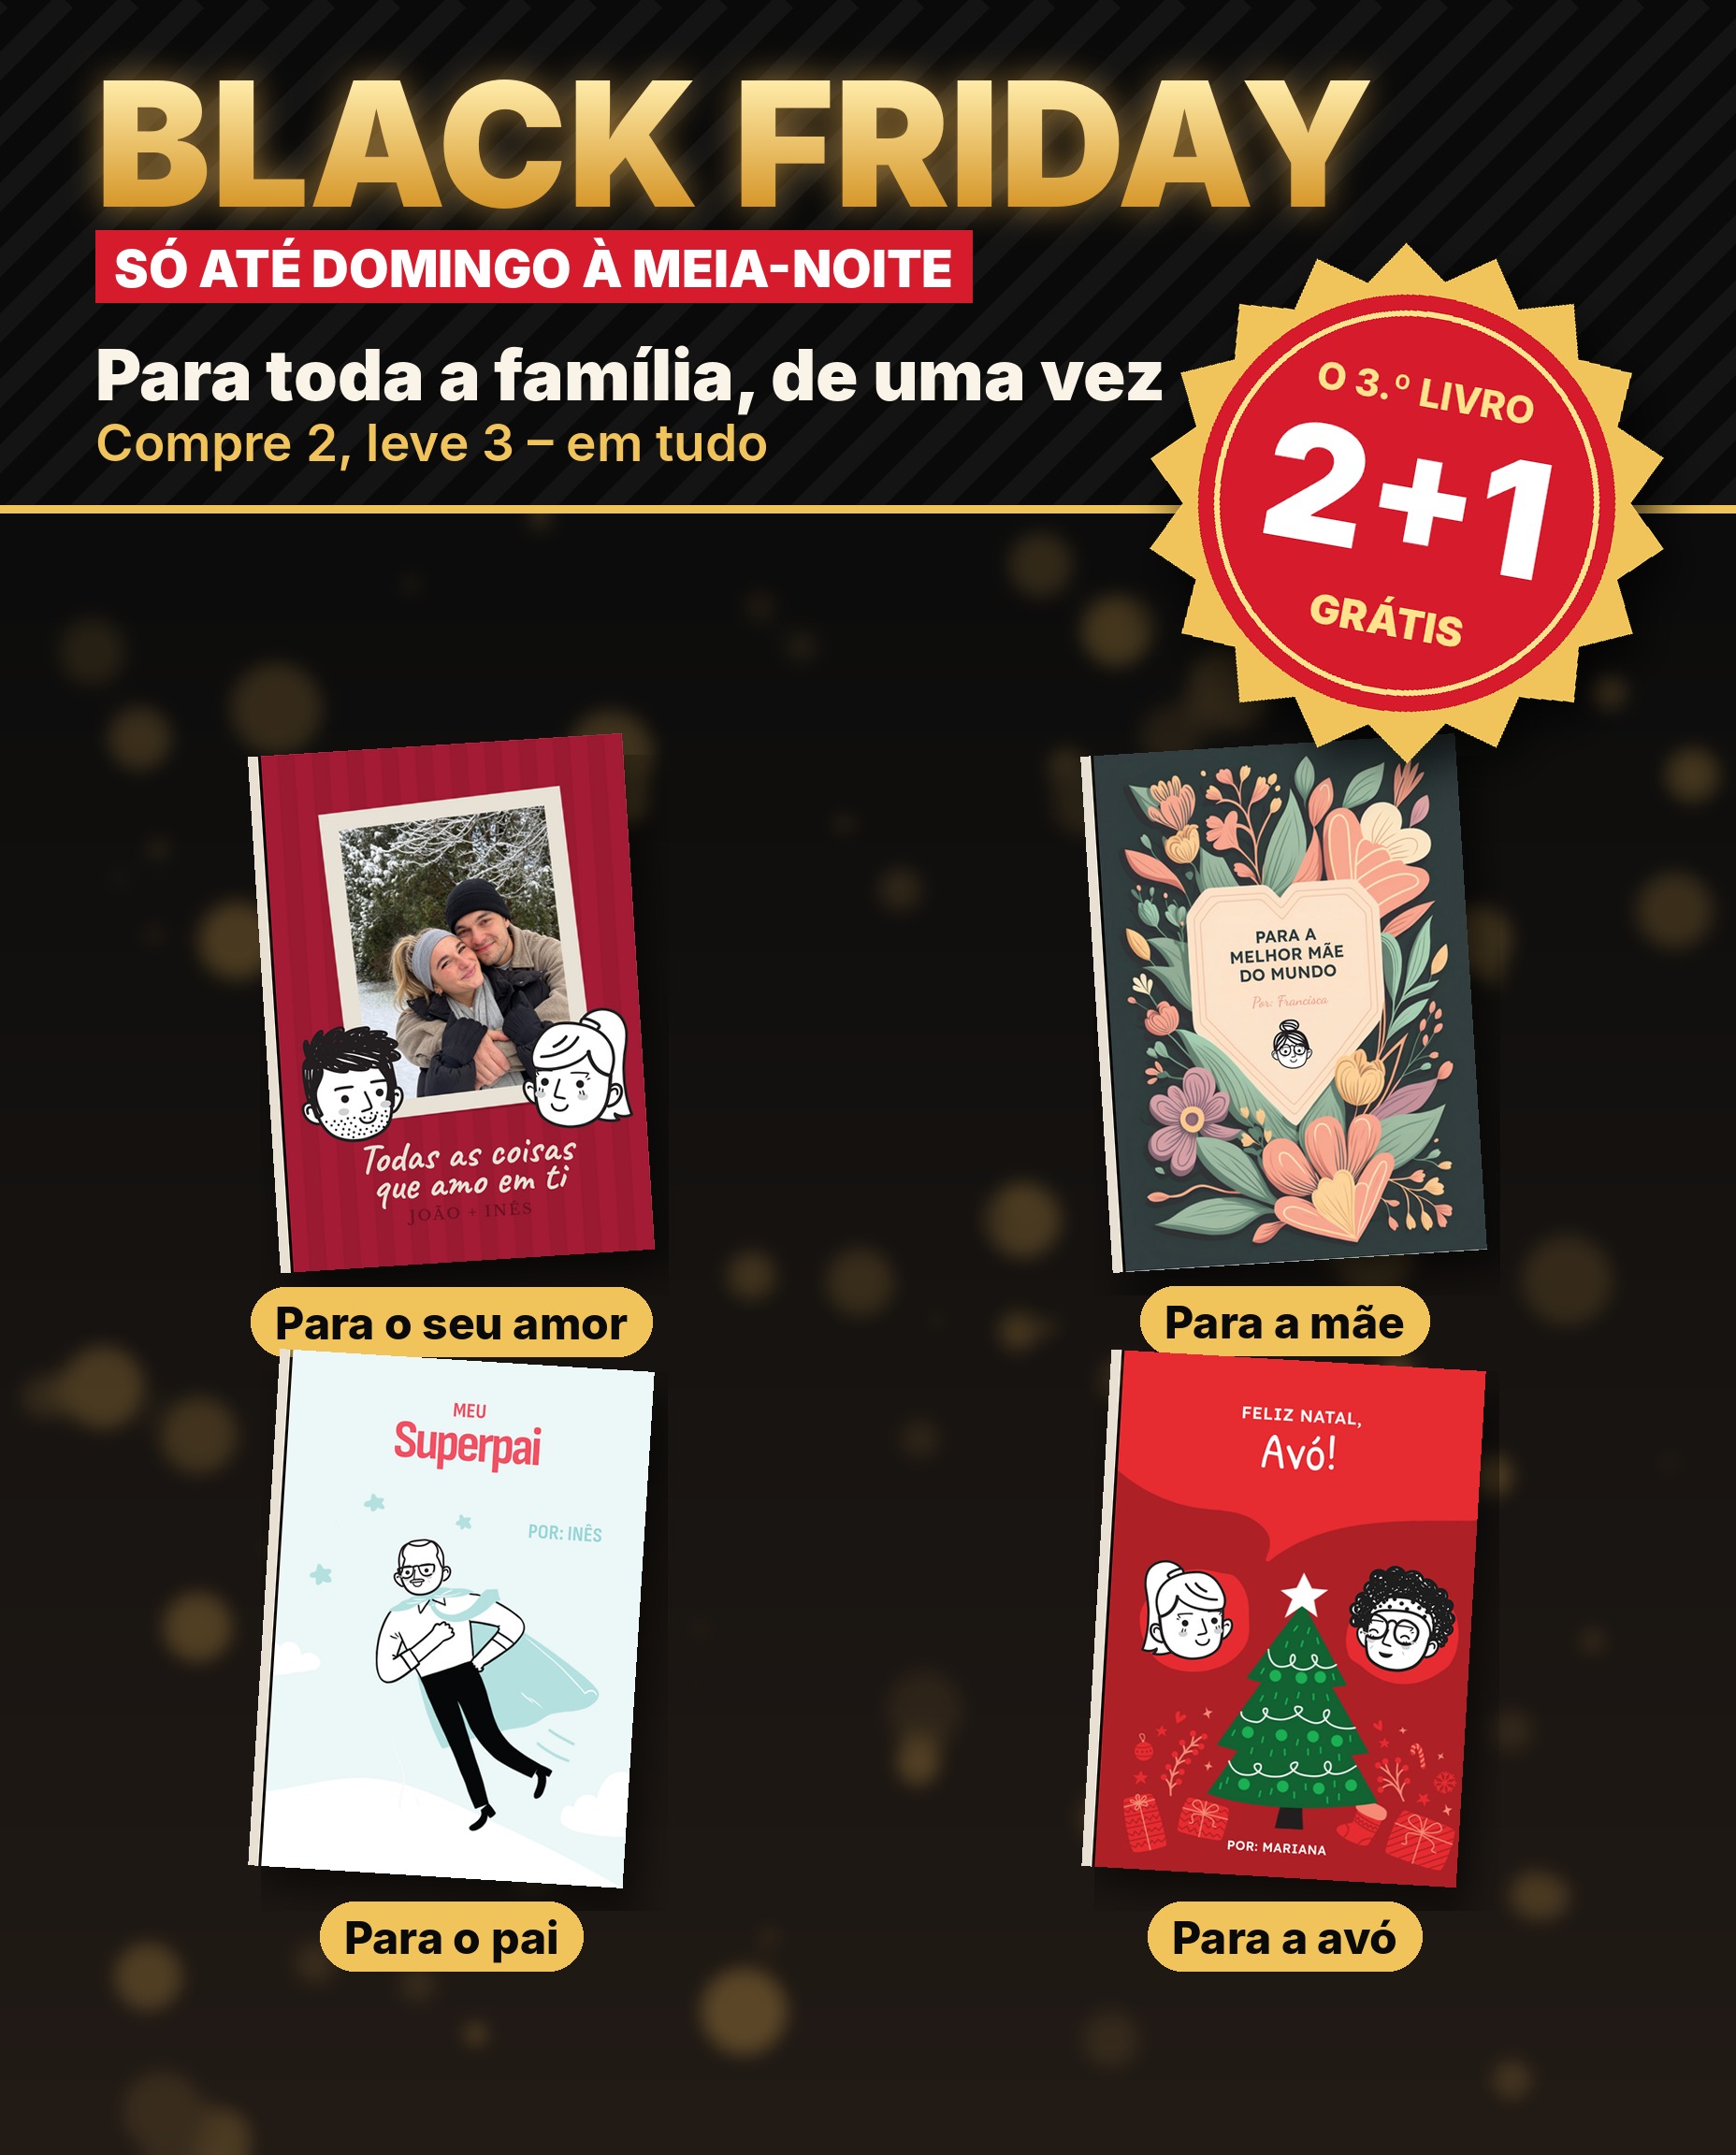 BLACK FRIDAY
SÓ ATÉ DOMINGO À MEIA-NOITE
Para toda a família, de uma vez
Compre 2, leve 3 – em tudo
O 3.º LIVRO
2+1
GRÁTIS
Todas as coisas
que amo em ti
JOÃO + INÊS
Para o seu amor
PARA A
MELHOR MÃE
DO MUNDO
Por: Francisca
Para a mãe
MEU
Superpai
POR: INÊS
Para o pai
FELIZ NATAL,
Avó!
POR: MARIANA
Para a avó